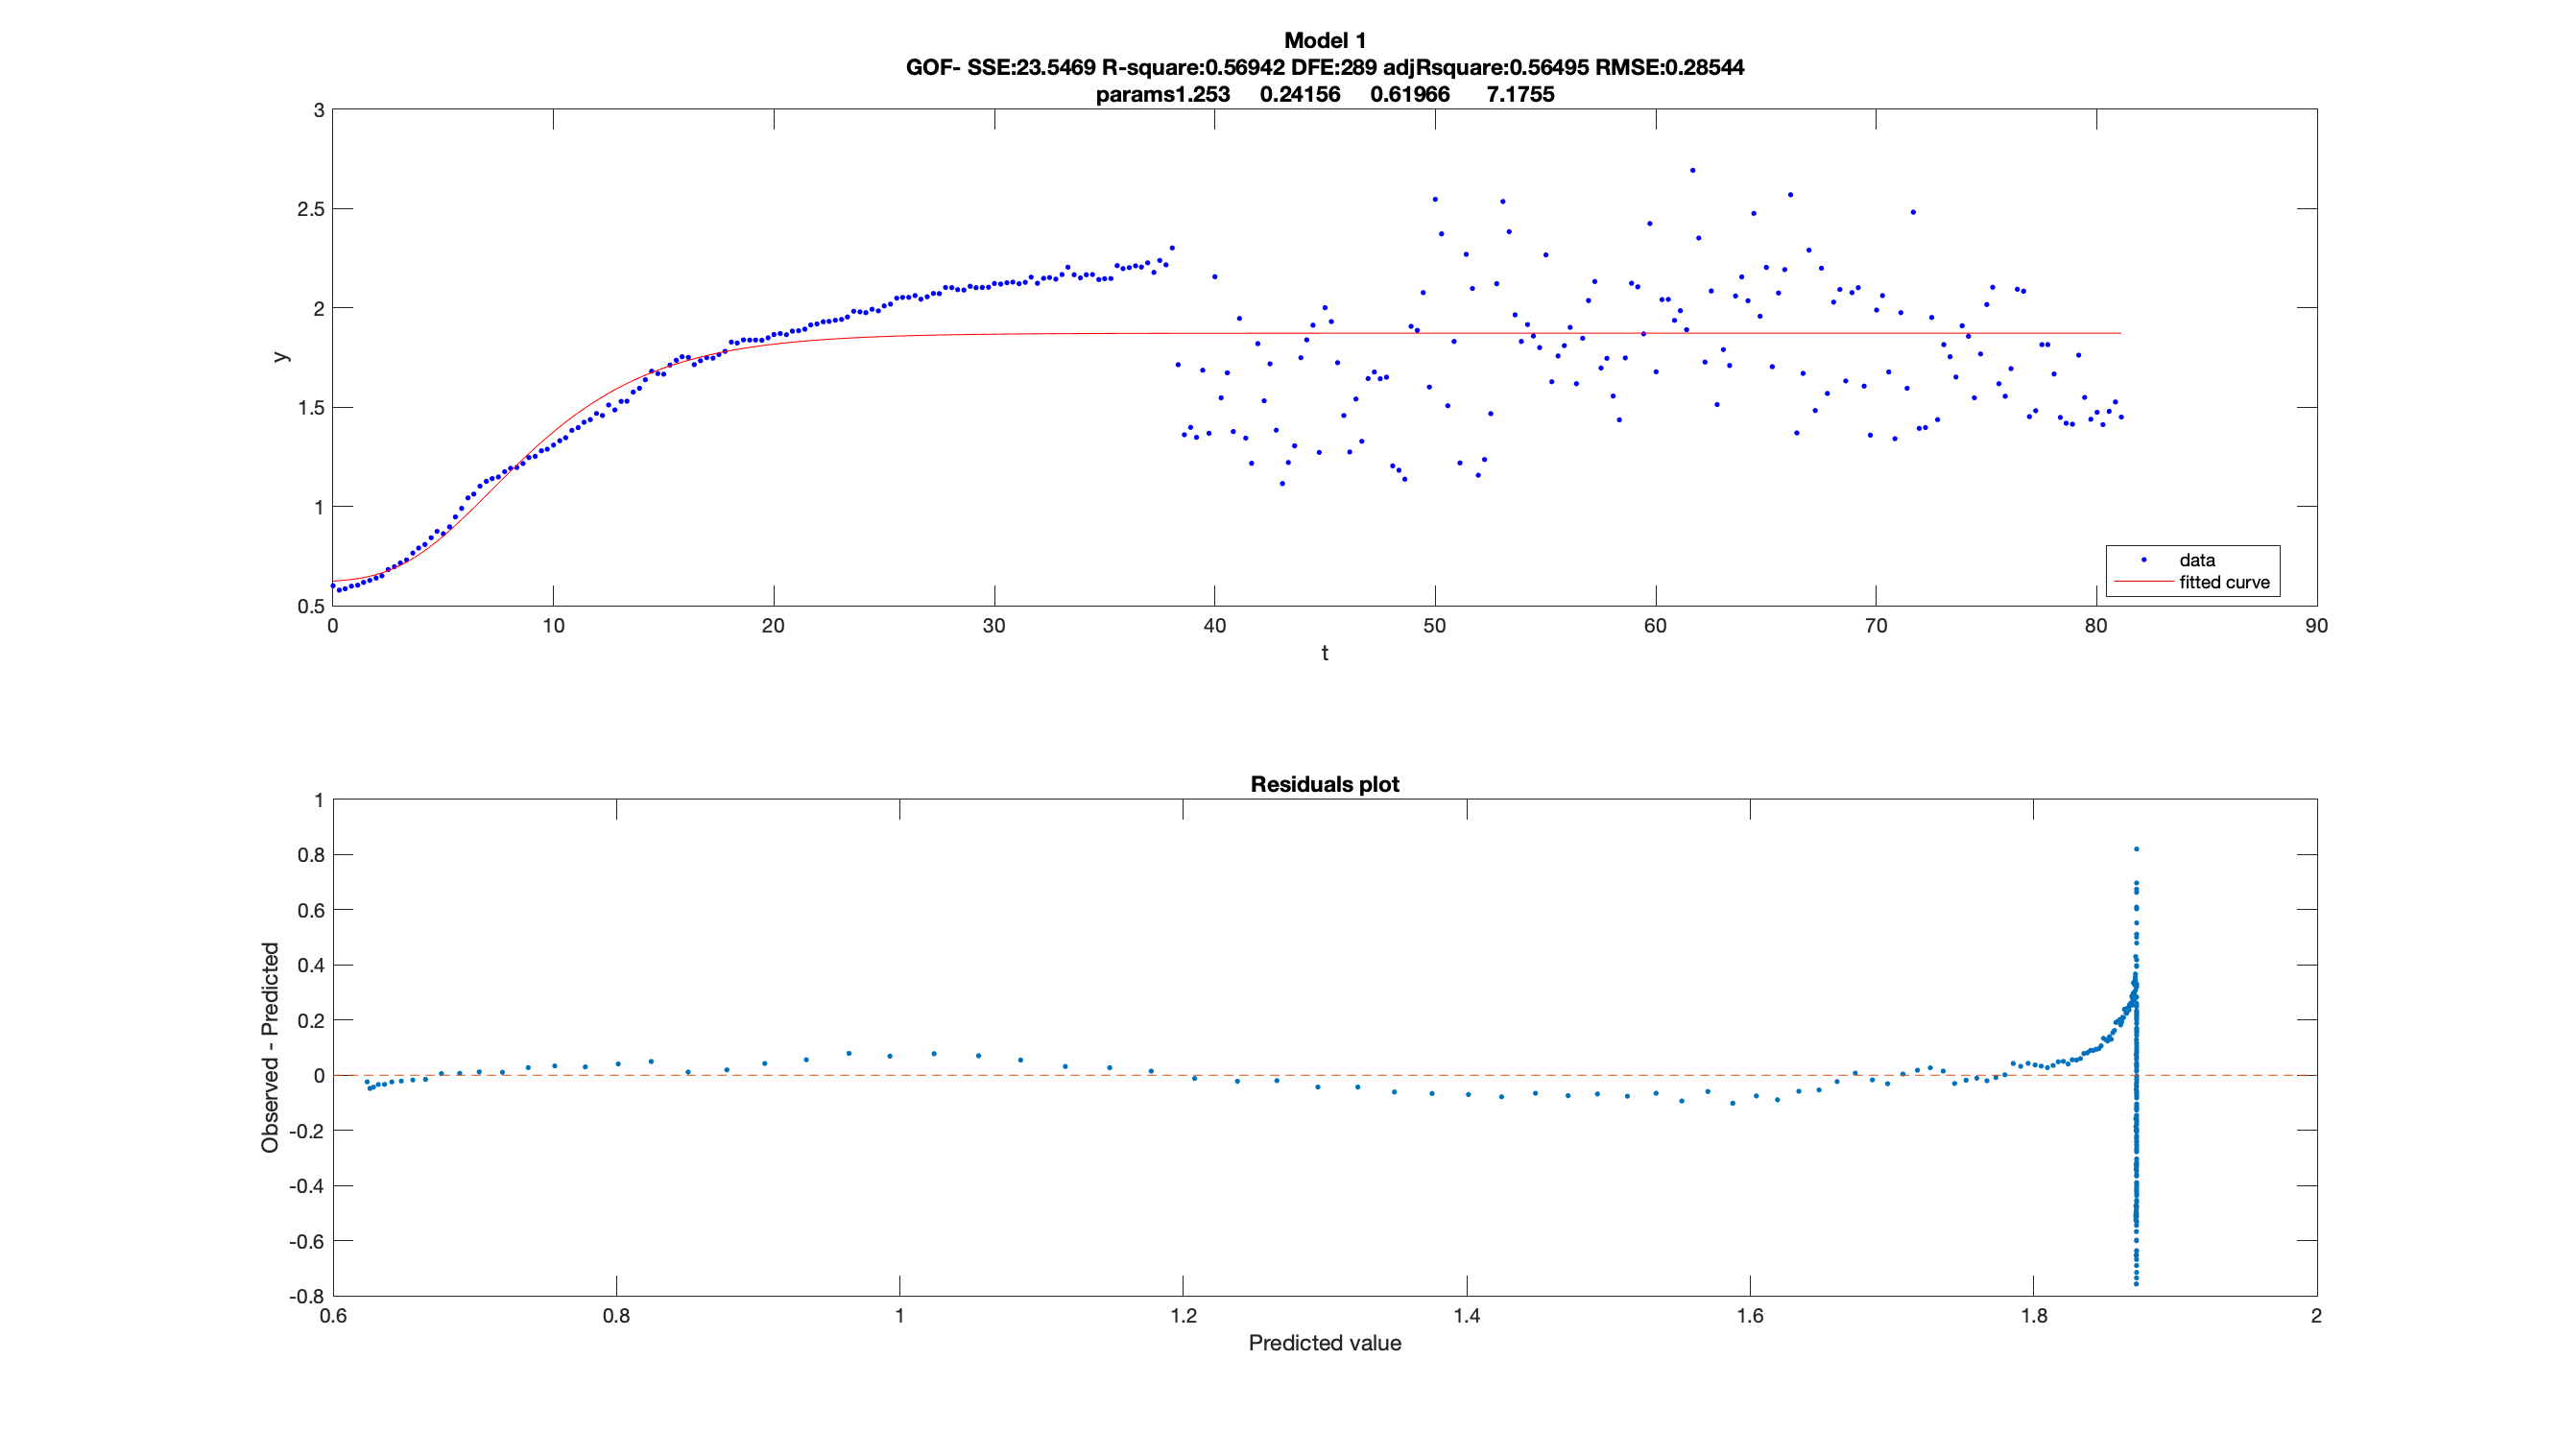 Model 1
GOF- SSE:23.5469 R-square:0.56942 DFE:289 adjRsquare:0.56495 RMSE:0.28544
params1.253 0.24156 0.61966 7.1755
3
2.5
2
1.5
1
0.5
y
0 10 20 30 40 50 60 70 80 90
t
data
fitted curve
Residuals plot
1
0.8
0.6
0.4
0.2
0
-0.2
-0.4
-0.6
-0.8
Observed - Predicted
0.6 0.8 1 1.2 1.4 1.6 1.8 2
Predicted value